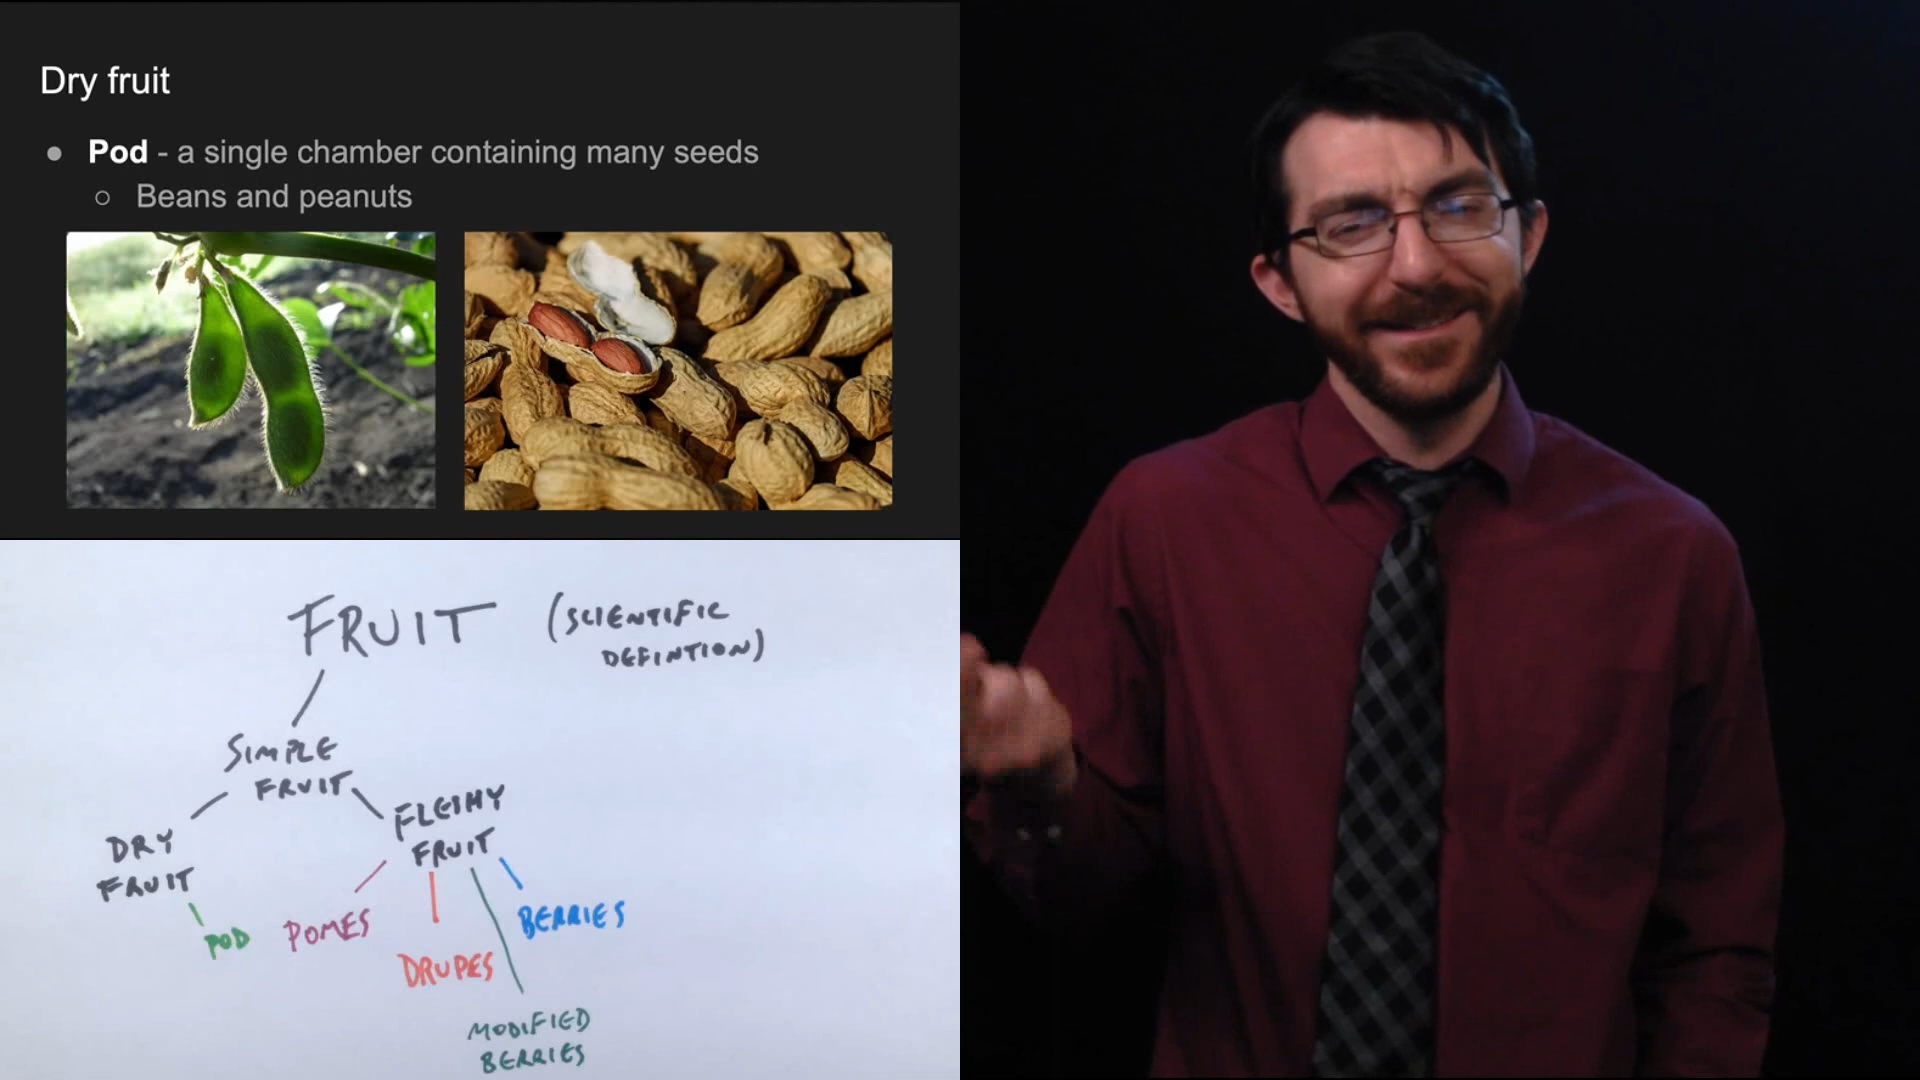 Dry fruit
● Pod - a single chamber containing many seeds
○ Beans and peanuts
FRUIT (SCIENTIFIC
DEFINTION)
SIMPLE
FRUIT
FLESHY
FRUIT
DRY
FRUIT
POD
POMES
DRUPES
BERRIES
MODIFIED
BERRIES